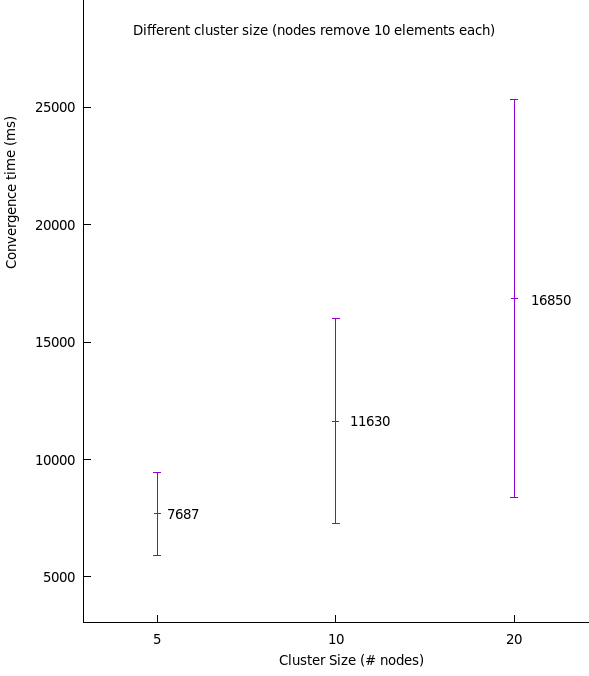 Different cluster size (nodes remove 10 elements each)
Convergence time (ms)
25000
20000
15000
10000
5000
16850
11630
7687
5 10 20
Cluster Size (# nodes)